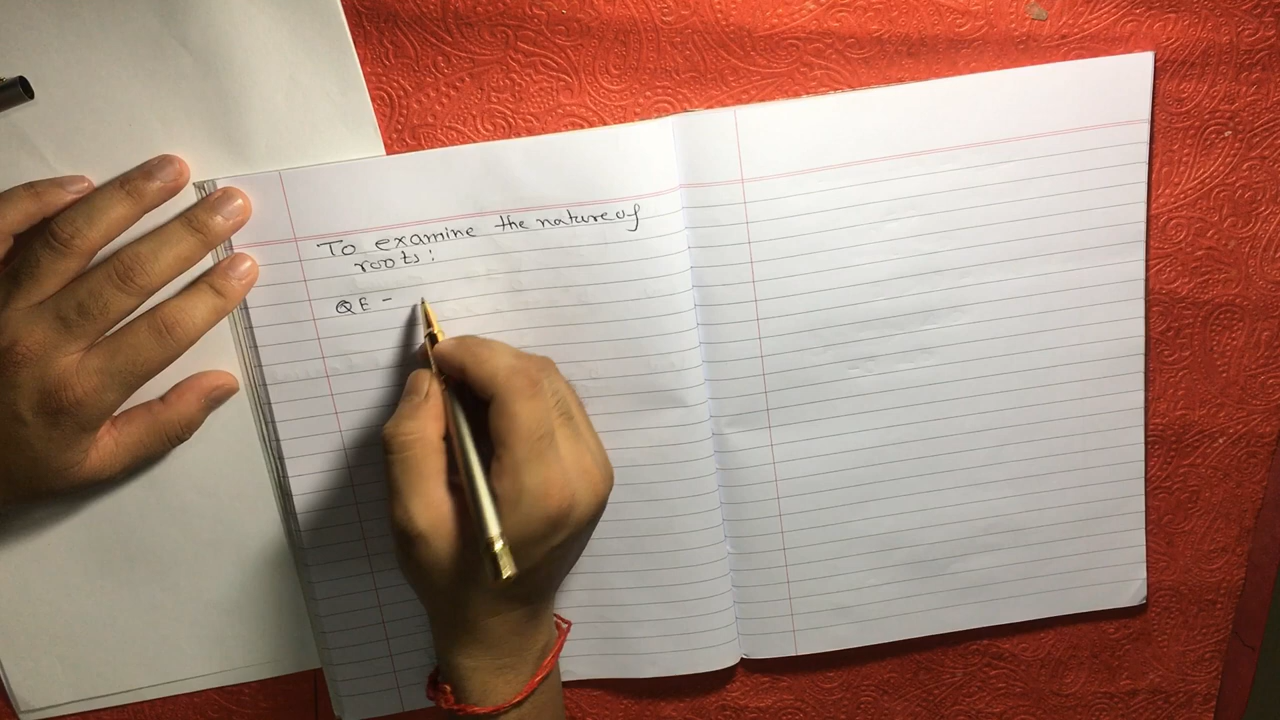 To examine the nature of
roots:
QE -